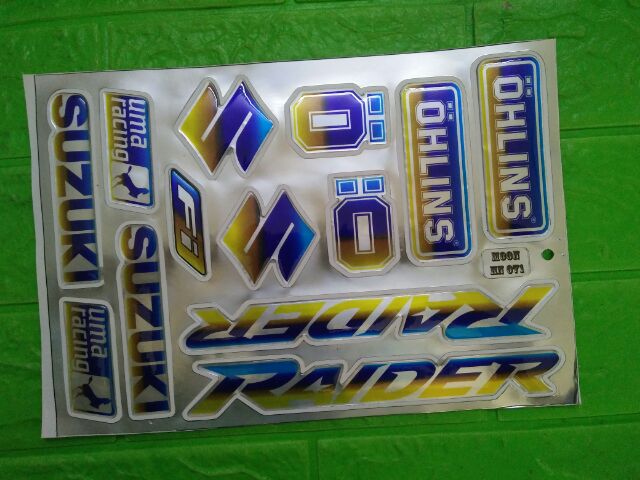 SUZUKI
uma
racing
Ö
ÖHLINS®
ÖHLINS®
Fi
Ö
MOON
SUZUKI
uma
racing
RAIDER
RAIDER